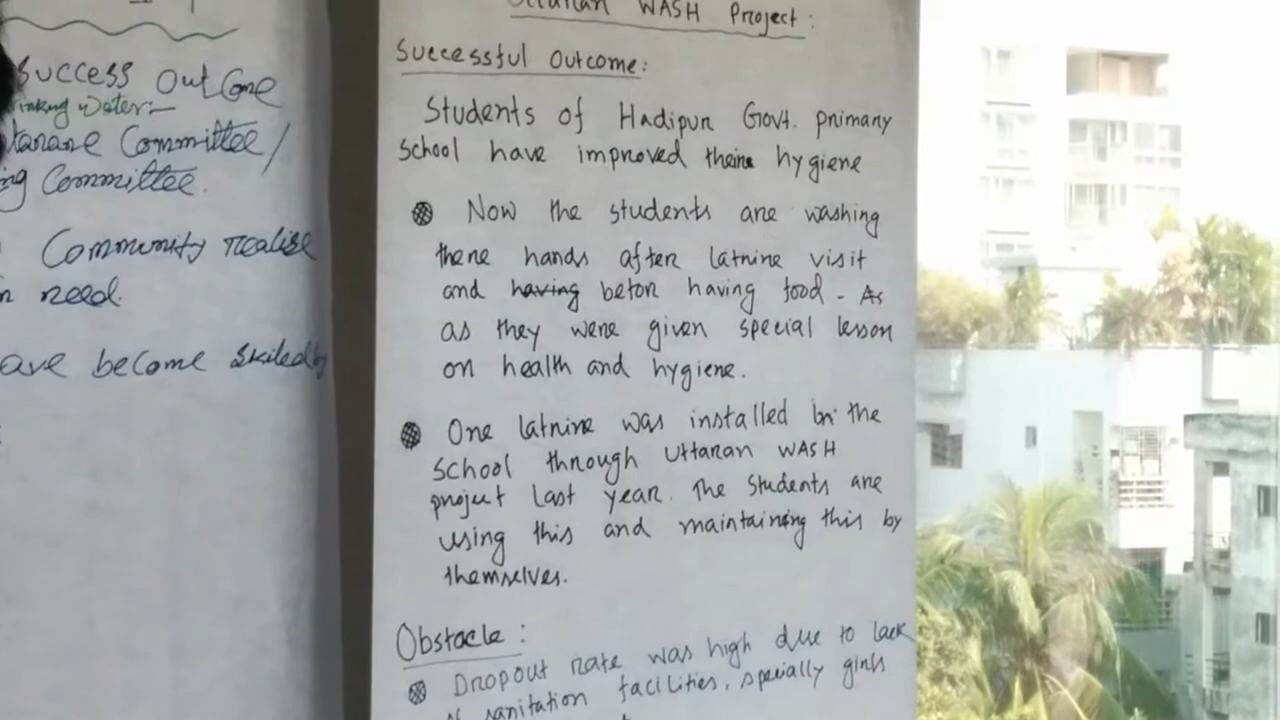 Success Outcome
Water:-
Committee/
Committee.
Community realise
need.
become skilled
Uttaran WASH Project:
Successful Outcome:
Students of Hadipur Govt. primary
School have improved their hygiene
Now the students are washing
there hands after latrine visit
and having befor having food. As
as they were given special lesson
on health and hygiene.
One latrine was installed in the
School through Uttaran WASH
project last year. The Students are
using this and maintaining this by
themselves.
Obstacle:
Dropout rate was high due to lack
of sanitation facilities, specially girls